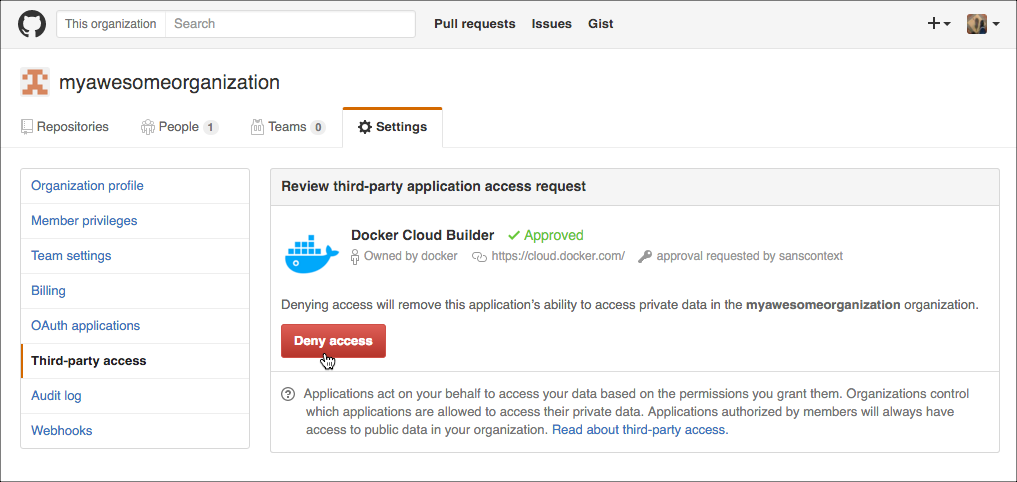 This organization Search Pull requests Issues Gist
myawesomeorganization
Repositories People 1 Teams 0 Settings
Organization profile
Member privileges
Team settings
Billing
OAuth applications
Third-party access
Audit log
Webhooks
Review third-party application access request
Docker Cloud Builder Approved
Owned by docker https://cloud.docker.com/ approval requested by sanscontext
Denying access will remove this application's ability to access private data in the myawesomeorganization organization.
Deny access
Applications act on your behalf to access your data based on the permissions you grant them. Organizations control
which applications are allowed to access their private data. Applications authorized by members will always have
access to public data in your organization. Read about third-party access.